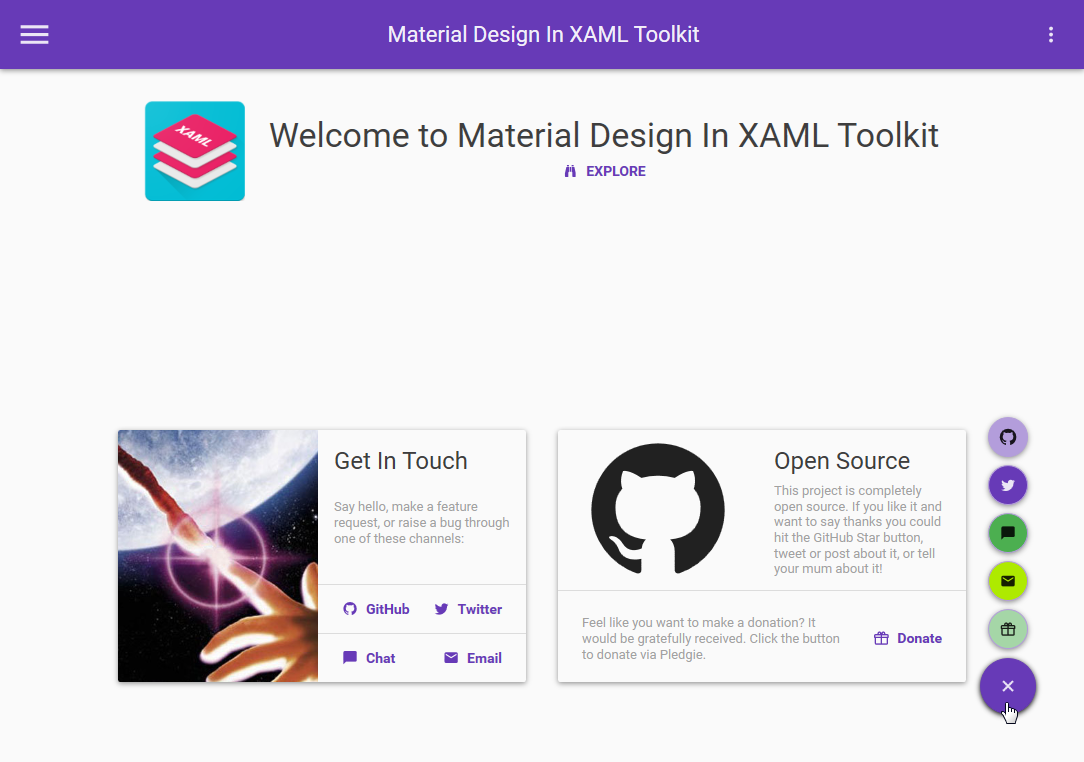 Material Design In XAML Toolkit
XAML
Welcome to Material Design In XAML Toolkit
EXPLORE
Get In Touch
Say hello, make a feature
request, or raise a bug through
one of these channels:
GitHub
Twitter
Chat
Email
Open Source
This project is completely
open source. If you like it and
want to say thanks you could
hit the GitHub Star button,
tweet or post about it, or tell
your mum about it!
Feel like you want to make a donation? It
would be gratefully received. Click the button
to donate via Pledgie.
Donate